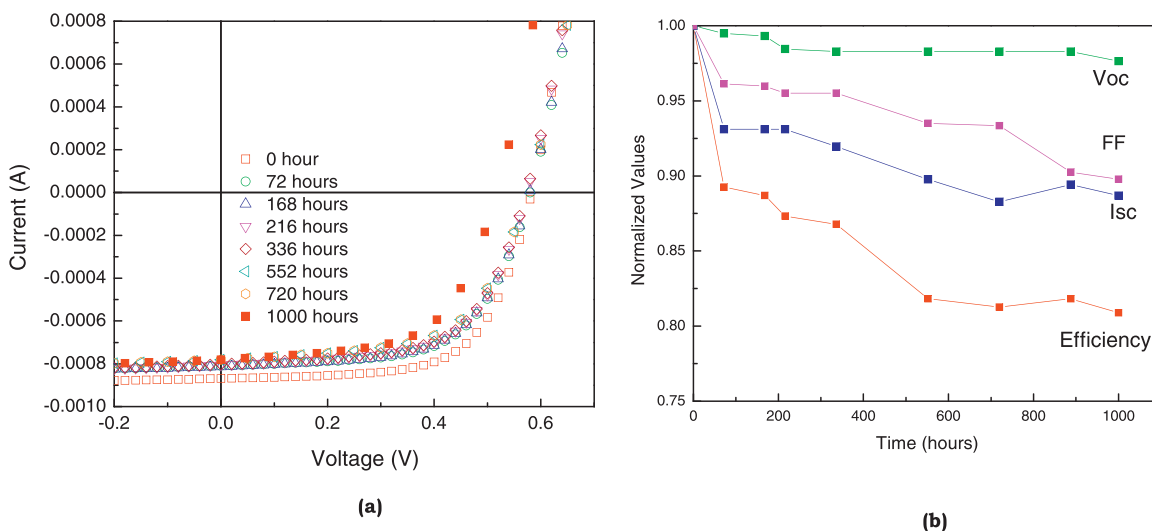 0.0008
0.0006
0.0004
0.0002
0.0000
-0.0002
-0.0004
-0.0006
-0.0008
-0.0010
Current (A)
0 hour
72 hours
168 hours
216 hours
336 hours
552 hours
720 hours
1000 hours
-0.2
0.0
0.2
0.4
0.6
Voltage (V)
(a)
1.00
0.95
0.90
0.85
0.80
0.75
Normalized Values
Voc
FF
Isc
Efficiency
0
200
400
600
800
1000
Time (hours)
(b)